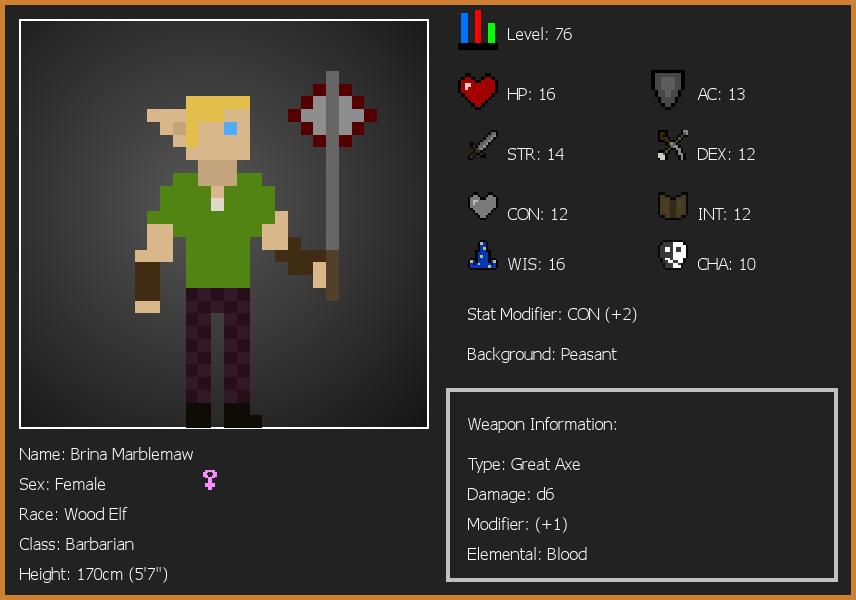 Level: 76
HP: 16
AC: 13
STR: 14
DEX: 12
CON: 12
INT: 12
WIS: 16
CHA: 10
Stat Modifier: CON (+2)
Background: Peasant
Weapon Information:
Type: Great Axe
Damage: d6
Modifier: (+1)
Elemental: Blood
Name: Brina Marblemaw
Sex: Female
Race: Wood Elf
Class: Barbarian
Height: 170cm (5'7")